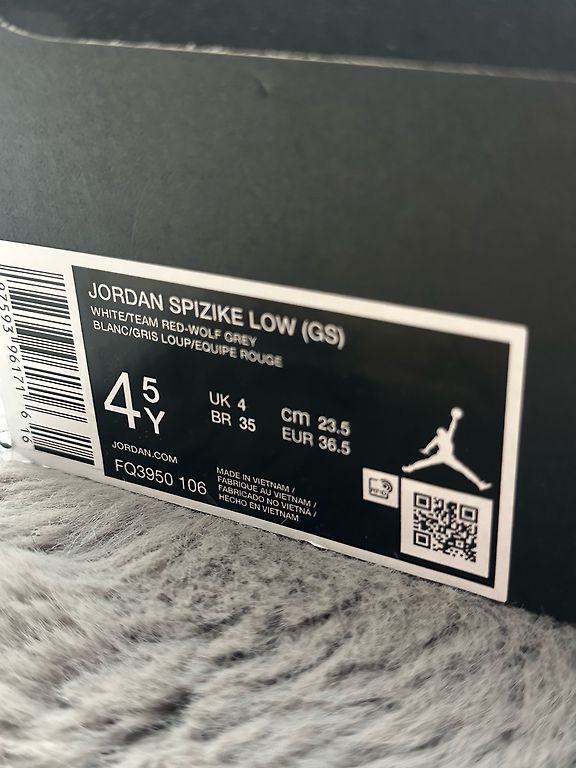 JORDAN SPIZIKE LOW (GS)
WHITE/TEAM RED-WOLF GREY
BLANC/GRIS LOUP/EQUIPE ROUGE
4 5 Y
UK 4
BR 35
CM 23.5
EUR 36.5
JORDAN.COM
FQ3950 106
MADE IN VIETNAM /
FABRIQUE AU VIETNAM /
FABRICADO NO VIETNÃ /
HECHO EN VIETNAM
RFID